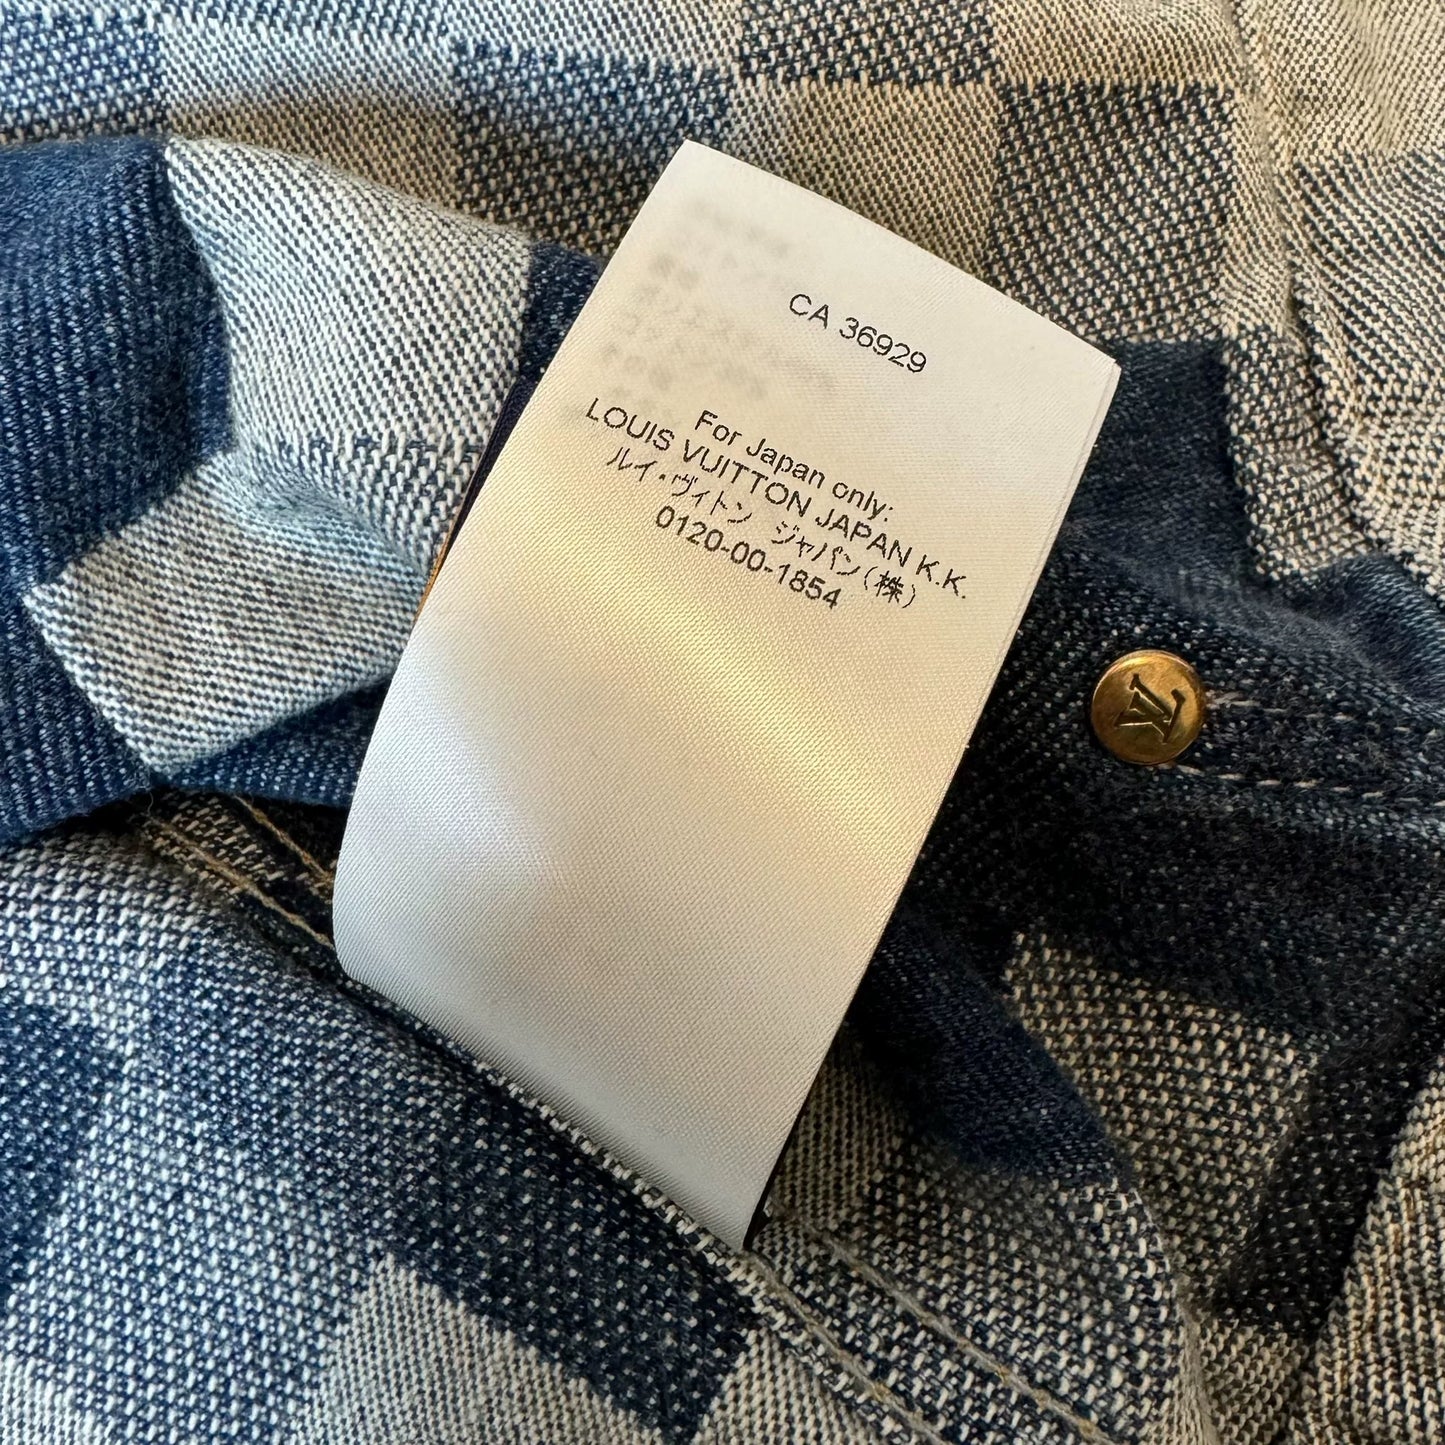 CA 36929
For Japan only:
LOUIS VUITTON JAPAN K.K.
ルイ・ヴィトン ジャパン(株)
0120-00-1854
LV